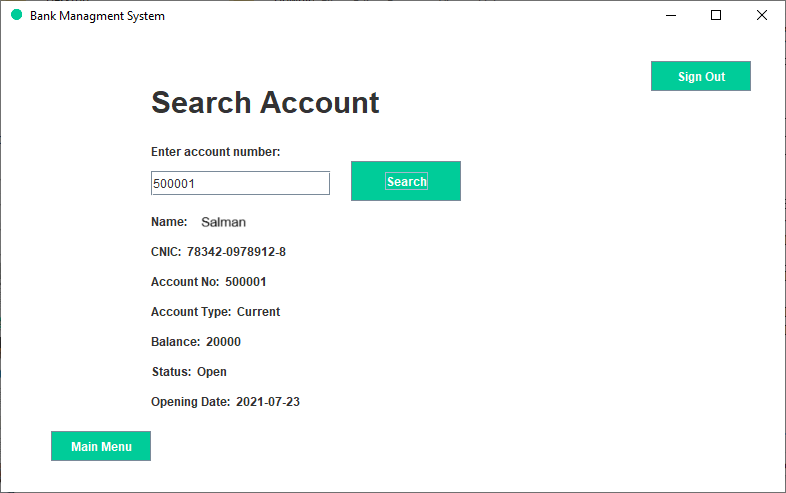 Bank Managment System
Sign Out
Search Account
Enter account number:
500001
Search
Name: Salman
CNIC: 78342-0978912-8
Account No: 500001
Account Type: Current
Balance: 20000
Status: Open
Opening Date: 2021-07-23
Main Menu